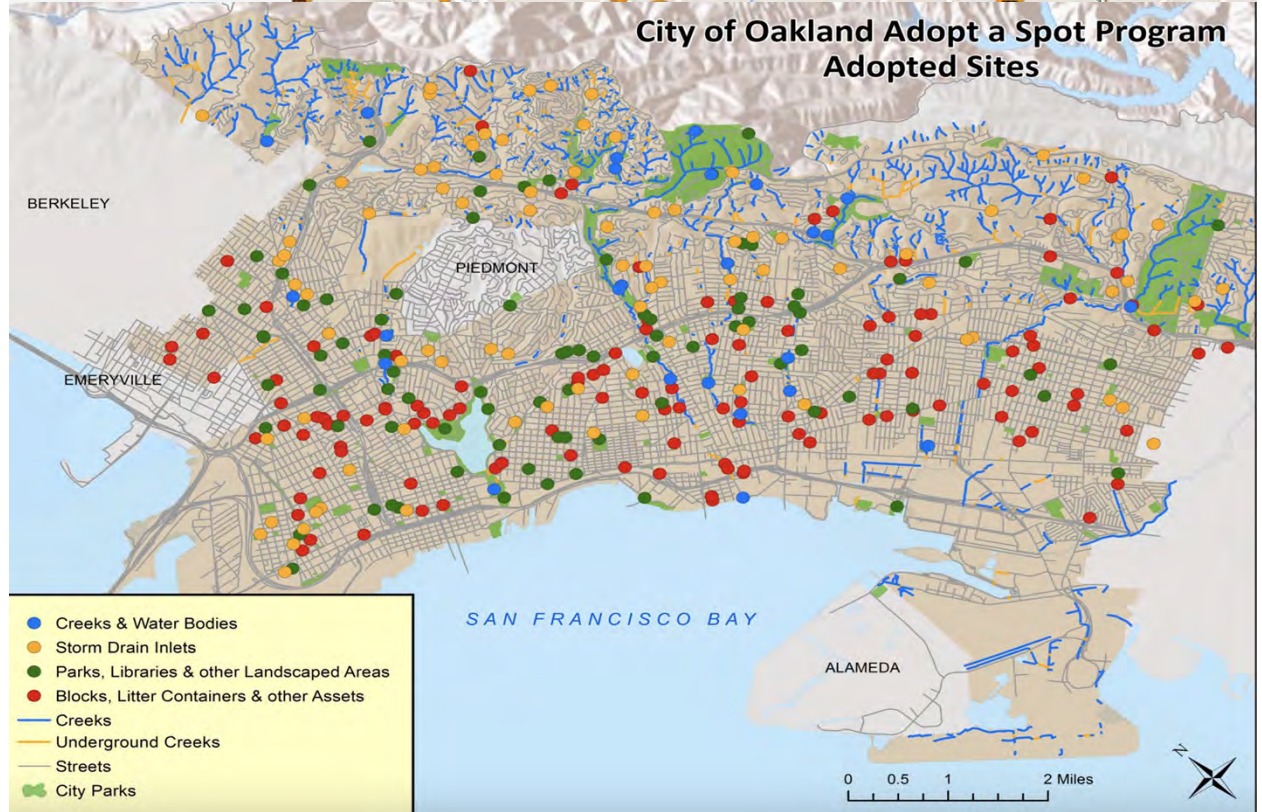 City of Oakland Adopt a Spot Program
Adopted Sites
BERKELEY
PIEDMONT
EMERYVILLE
SAN FRANCISCO BAY
ALAMEDA
Creeks & Water Bodies
Storm Drain Inlets
Parks, Libraries & other Landscaped Areas
Blocks, Litter Containers & other Assets
Creeks
Underground Creeks
Streets
City Parks
N
0 0.5 1 2 Miles